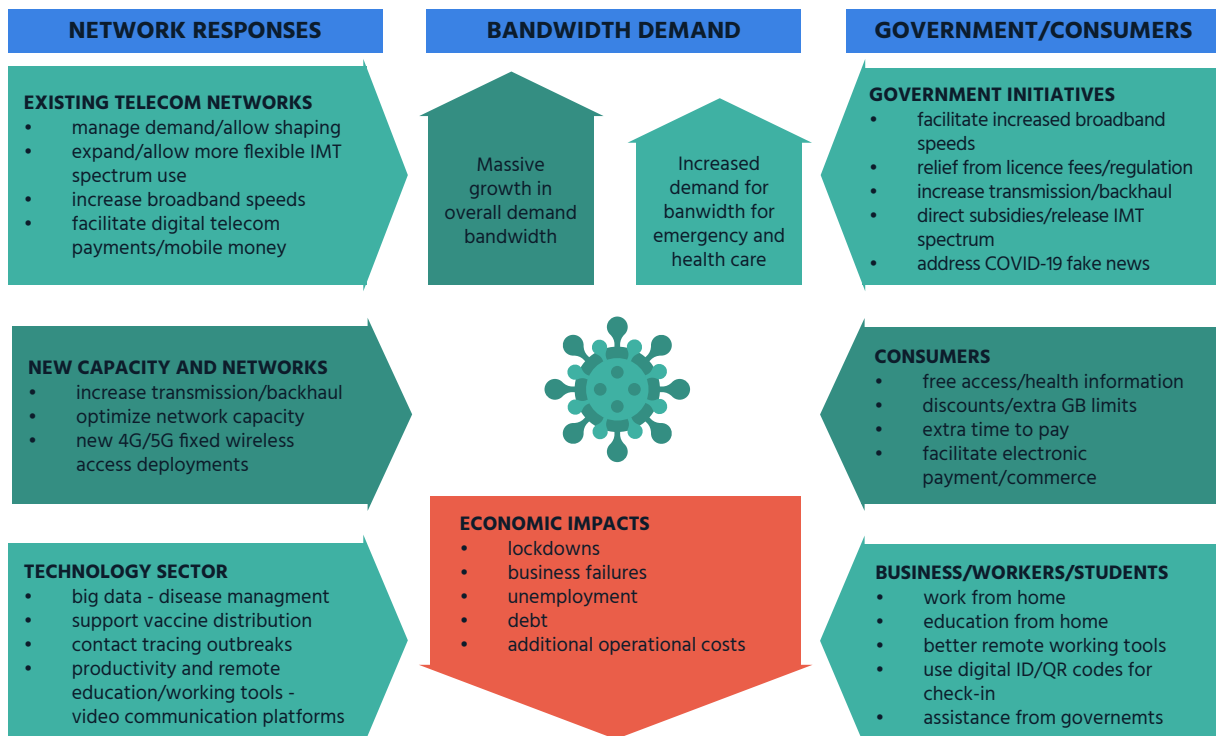 NETWORK RESPONSES
EXISTING TELECOM NETWORKS
• manage demand/allow shaping
• expand/allow more flexible IMT
spectrum use
• increase broadband speeds
• facilitate digital telecom
payments/mobile money
NEW CAPACITY AND NETWORKS
• increase transmission/backhaul
• optimize network capacity
• new 4G/5G fixed wireless
access deployments
TECHNOLOGY SECTOR
• big data - disease managment
• support vaccine distribution
• contact tracing outbreaks
• productivity and remote
education/working tools -
video communication platforms
BANDWIDTH DEMAND
Massive
growth in
overall demand
bandwidth
Increased
demand for
banwidth for
emergency and
health care
ECONOMIC IMPACTS
• lockdowns
• business failures
• unemployment
• debt
• additional operational costs
GOVERNMENT/CONSUMERS
GOVERNMENT INITIATIVES
• facilitate increased broadband
speeds
• relief from licence fees/regulation
• increase transmission/backhaul
• direct subsidies/release IMT
spectrum
• address COVID-19 fake news
CONSUMERS
• free access/health information
• discounts/extra GB limits
• extra time to pay
• facilitate electronic
payment/commerce
BUSINESS/WORKERS/STUDENTS
• work from home
• education from home
• better remote working tools
• use digital ID/QR codes for
check-in
• assistance from governemts